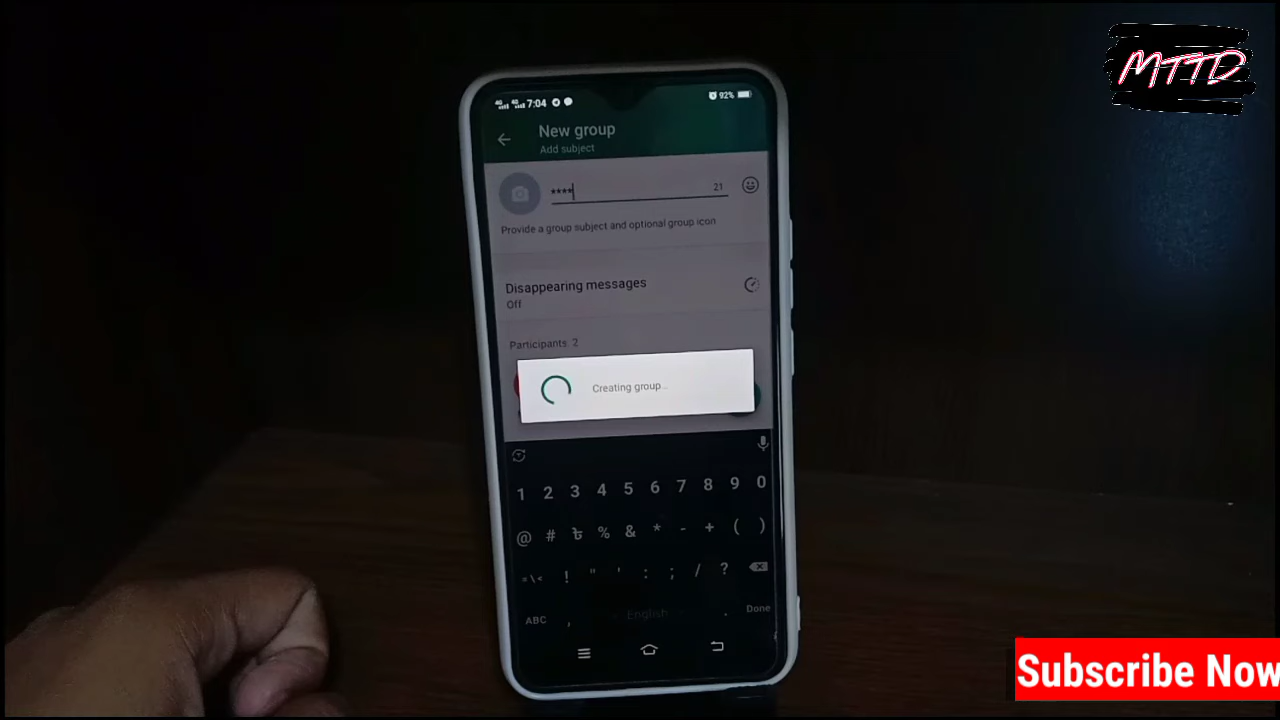 MTTD
4G 4G 7:04 92%
New group
Add subject
**** 21
Provide a group subject and optional group icon
Disappearing messages
Off
Participants: 2
Creating group...
1 2 3 4 5 6 7 8 9 0
@ # ৳ % & * - + ( )
=\< ! " ' : ; / ?
ABC , English . Done
Subscribe Now